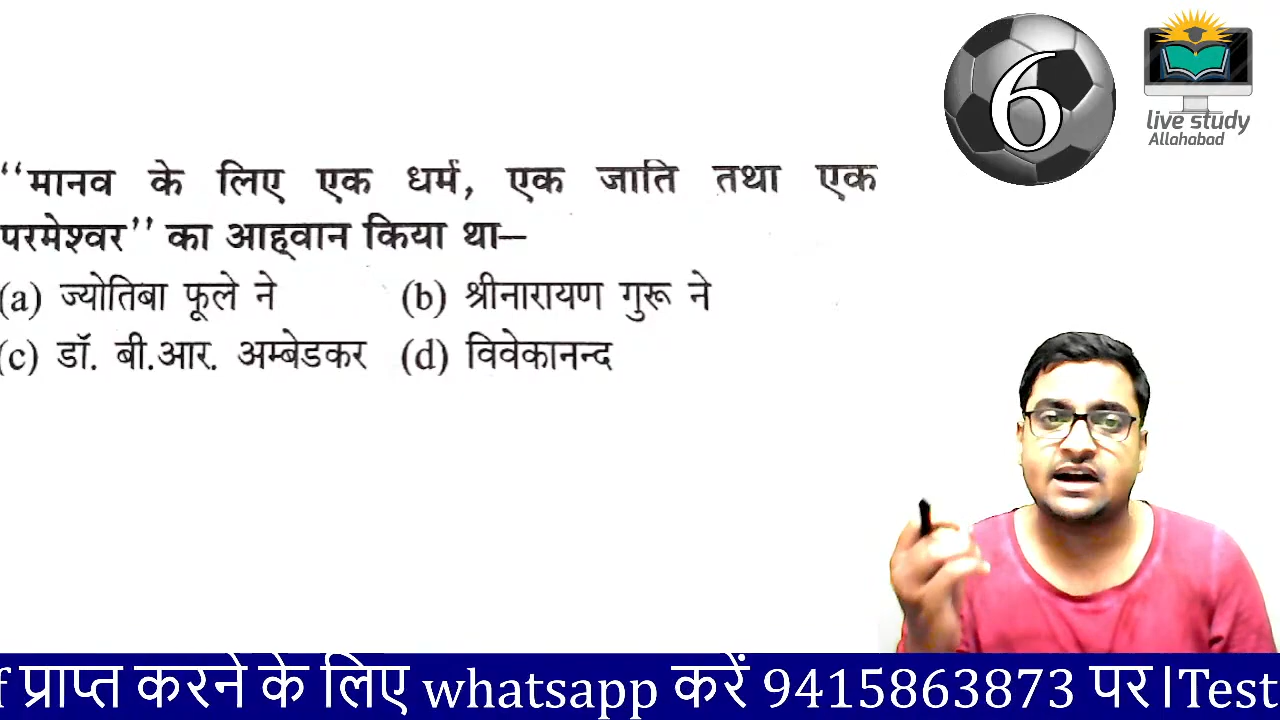 6
live study
Allahabad
‘‘मानव के लिए एक धर्म, एक जाति तथा एक
परमेश्वर’’ का आह्वान किया था–
(a) ज्योतिबा फूले ने (b) श्रीनारायण गुरू ने
(c) डॉ. बी.आर. अम्बेडकर (d) विवेकानन्द
f प्राप्त करने के लिए whatsapp करें 9415863873 पर।Test